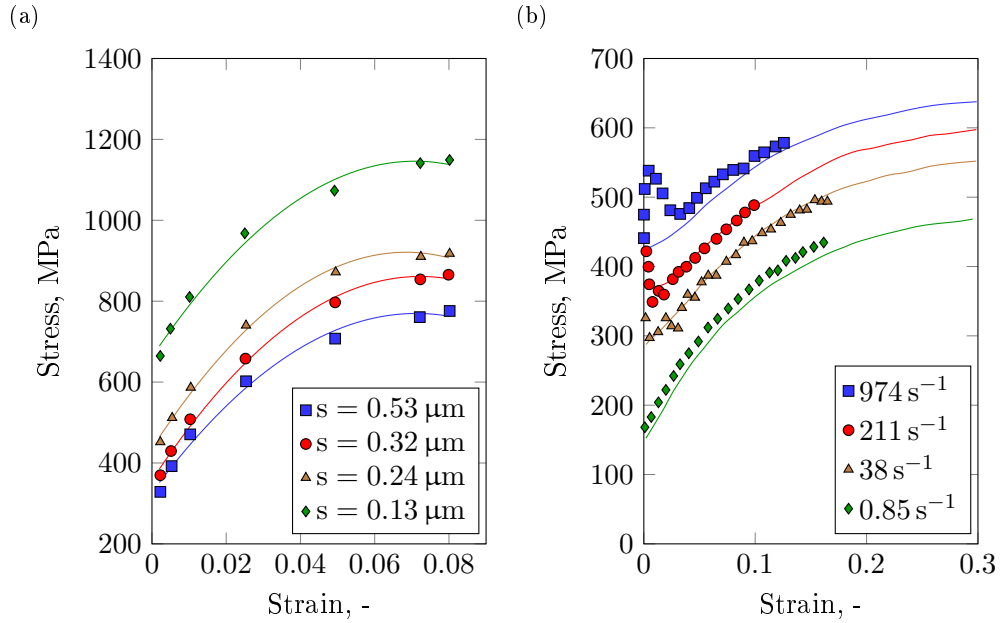 (a)
(b)
1400
1200
1000
800
600
400
200
0
0.02
0.04
0.06
0.08
Stress, MPa
Strain, -
s = 0.53 µm
s = 0.32 µm
s = 0.24 µm
s = 0.13 µm
700
600
500
400
300
200
100
0
0
0.1
0.2
0.3
Stress, MPa
Strain, -
974 s⁻¹
211 s⁻¹
38 s⁻¹
0.85 s⁻¹